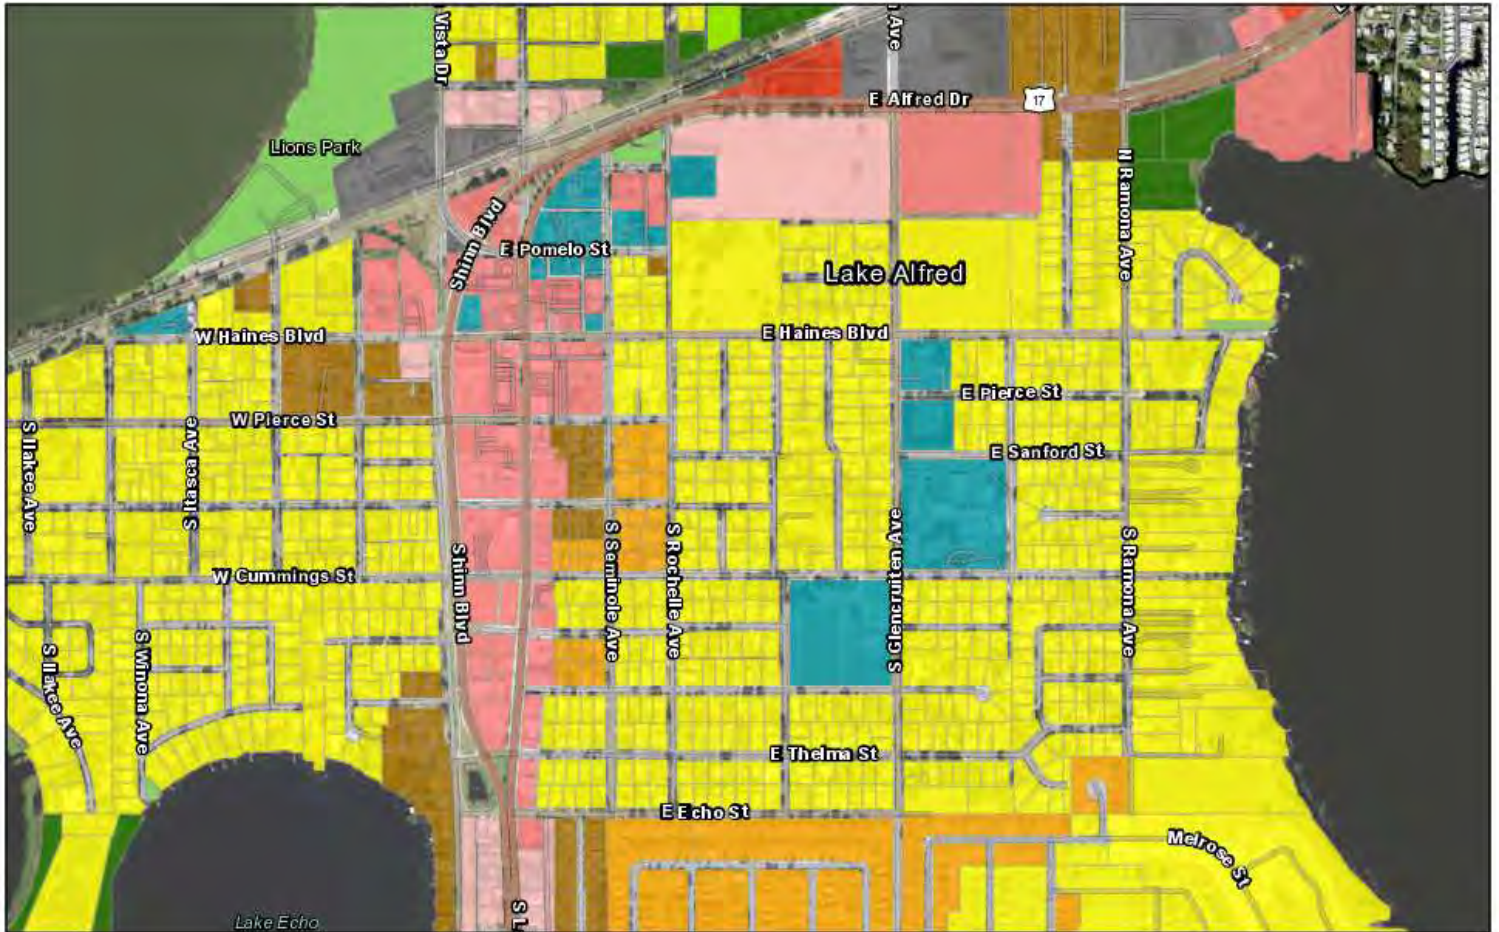 Vista Dr
Ave
E Alfred Dr
17
Lions Park
N Ramona Ave
Shinn Blvd
E Pomelo St
Lake Alfred
W Haines Blvd
E Haines Blvd
E Pierce St
W Pierce St
S Ilakee Ave
S Itasca Ave
E Sanford St
S Glencruiten Ave
S Seminole Ave
S Rochelle Ave
S Ramona Ave
Shinn Blvd
W Cummings St
S Ilakee Ave
S Winona Ave
E Thelma St
E Echo St
Melrose St
Lake Echo
S L